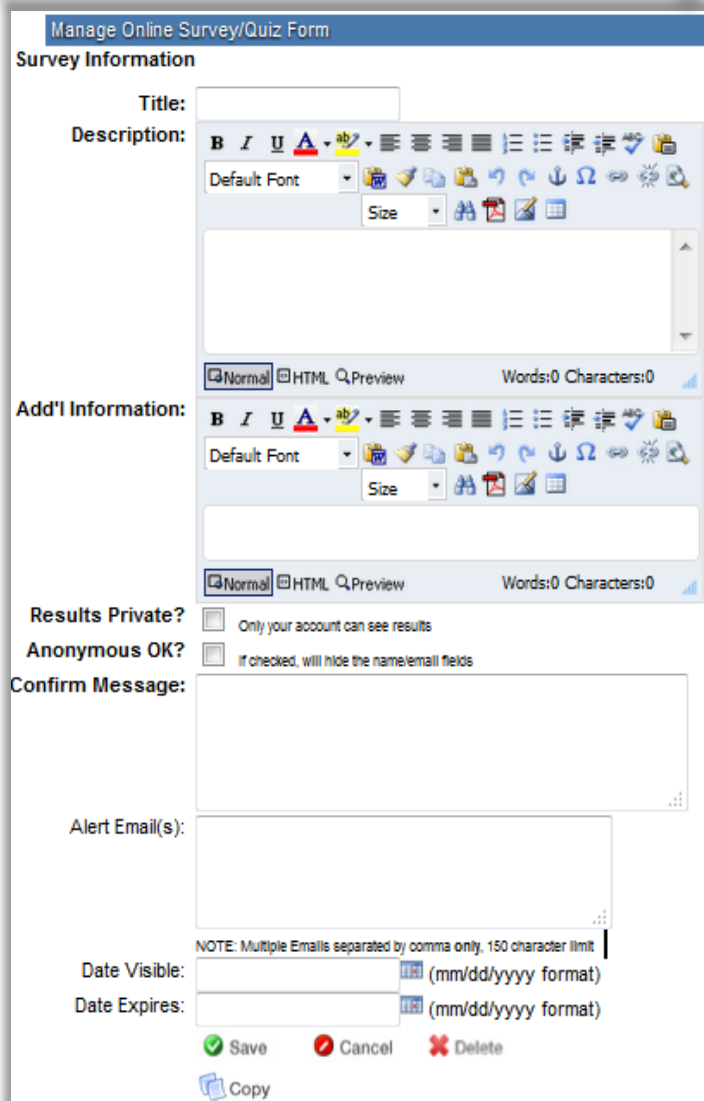 Manage Online Survey/Quiz Form
Survey Information
Title:
Description:
B I U A ab ABC
Default Font
Size
Normal HTML Preview Words:0 Characters:0
Add'l Information:
B I U A ab ABC
Default Font
Size
Normal HTML Preview Words:0 Characters:0
Results Private? Only your account can see results
Anonymous OK? If checked, will hide the name/email fields
Confirm Message:
Alert Email(s):
NOTE: Multiple Emails separated by comma only, 150 character limit
Date Visible: (mm/dd/yyyy format)
Date Expires: (mm/dd/yyyy format)
Save Cancel Delete
Copy